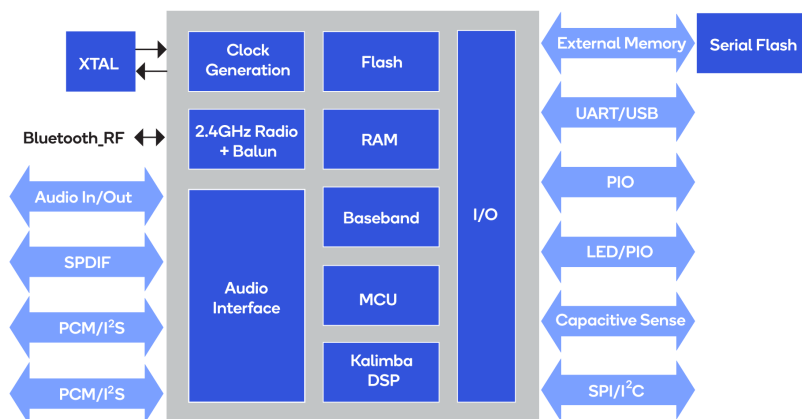 XTAL
Bluetooth_RF
Audio In/Out
SPDIF
PCM/I²S
PCM/I²S
Clock
Generation
2.4GHz Radio
+ Balun
Audio
Interface
Flash
RAM
Baseband
MCU
Kalimba
DSP
I/O
External Memory
UART/USB
PIO
LED/PIO
Capacitive Sense
SPI/I²C
Serial Flash